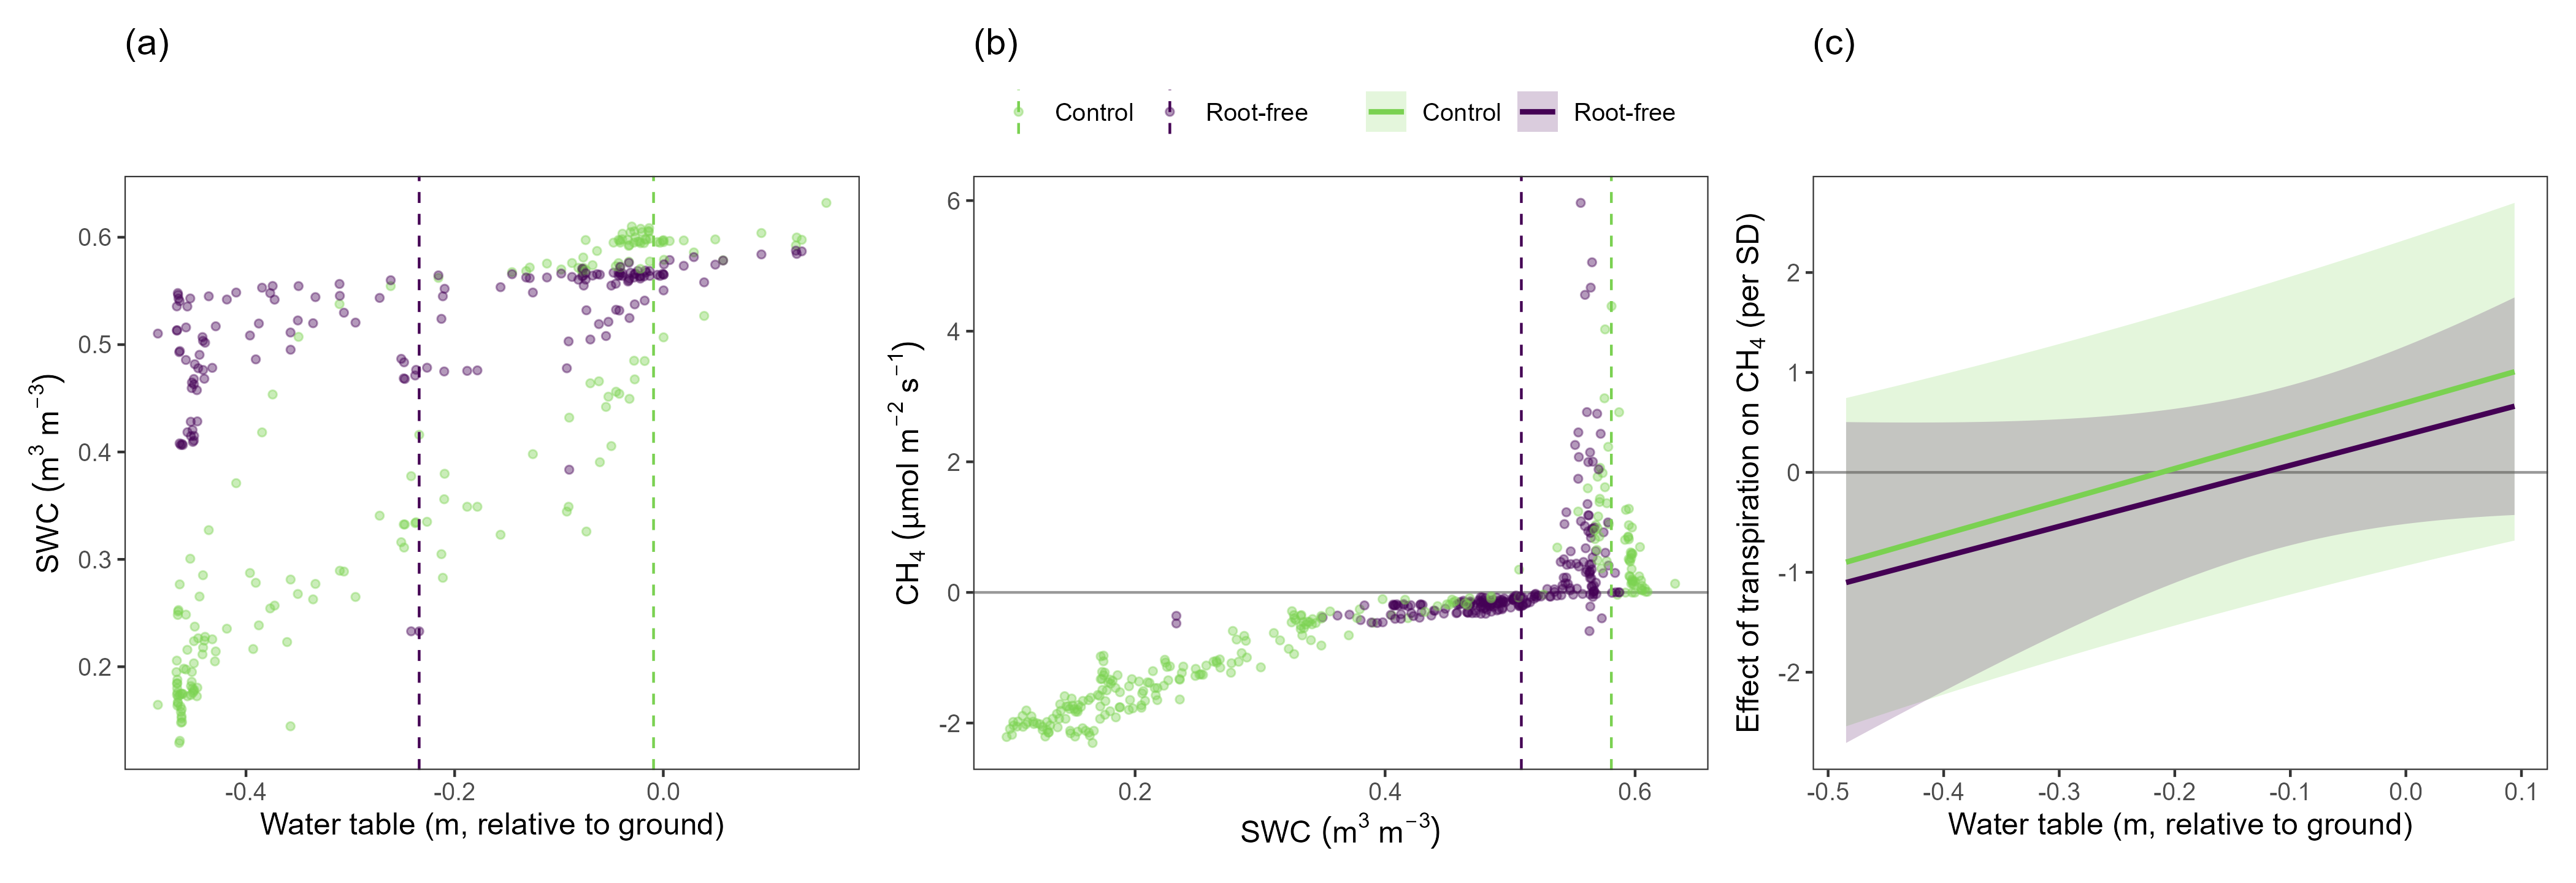 (a)
(b)
(c)
Control
Root-free
Control
Root-free
SWC (m³ m⁻³)
0.6
0.5
0.4
0.3
0.2
-0.4
-0.2
0.0
Water table (m, relative to ground)
CH₄ (µmol m⁻² s⁻¹)
6
4
2
0
-2
0.2
0.4
0.6
SWC (m³ m⁻³)
Effect of transpiration on CH₄ (per SD)
2
1
0
-1
-2
-0.5
-0.4
-0.3
-0.2
-0.1
0.0
0.1
Water table (m, relative to ground)